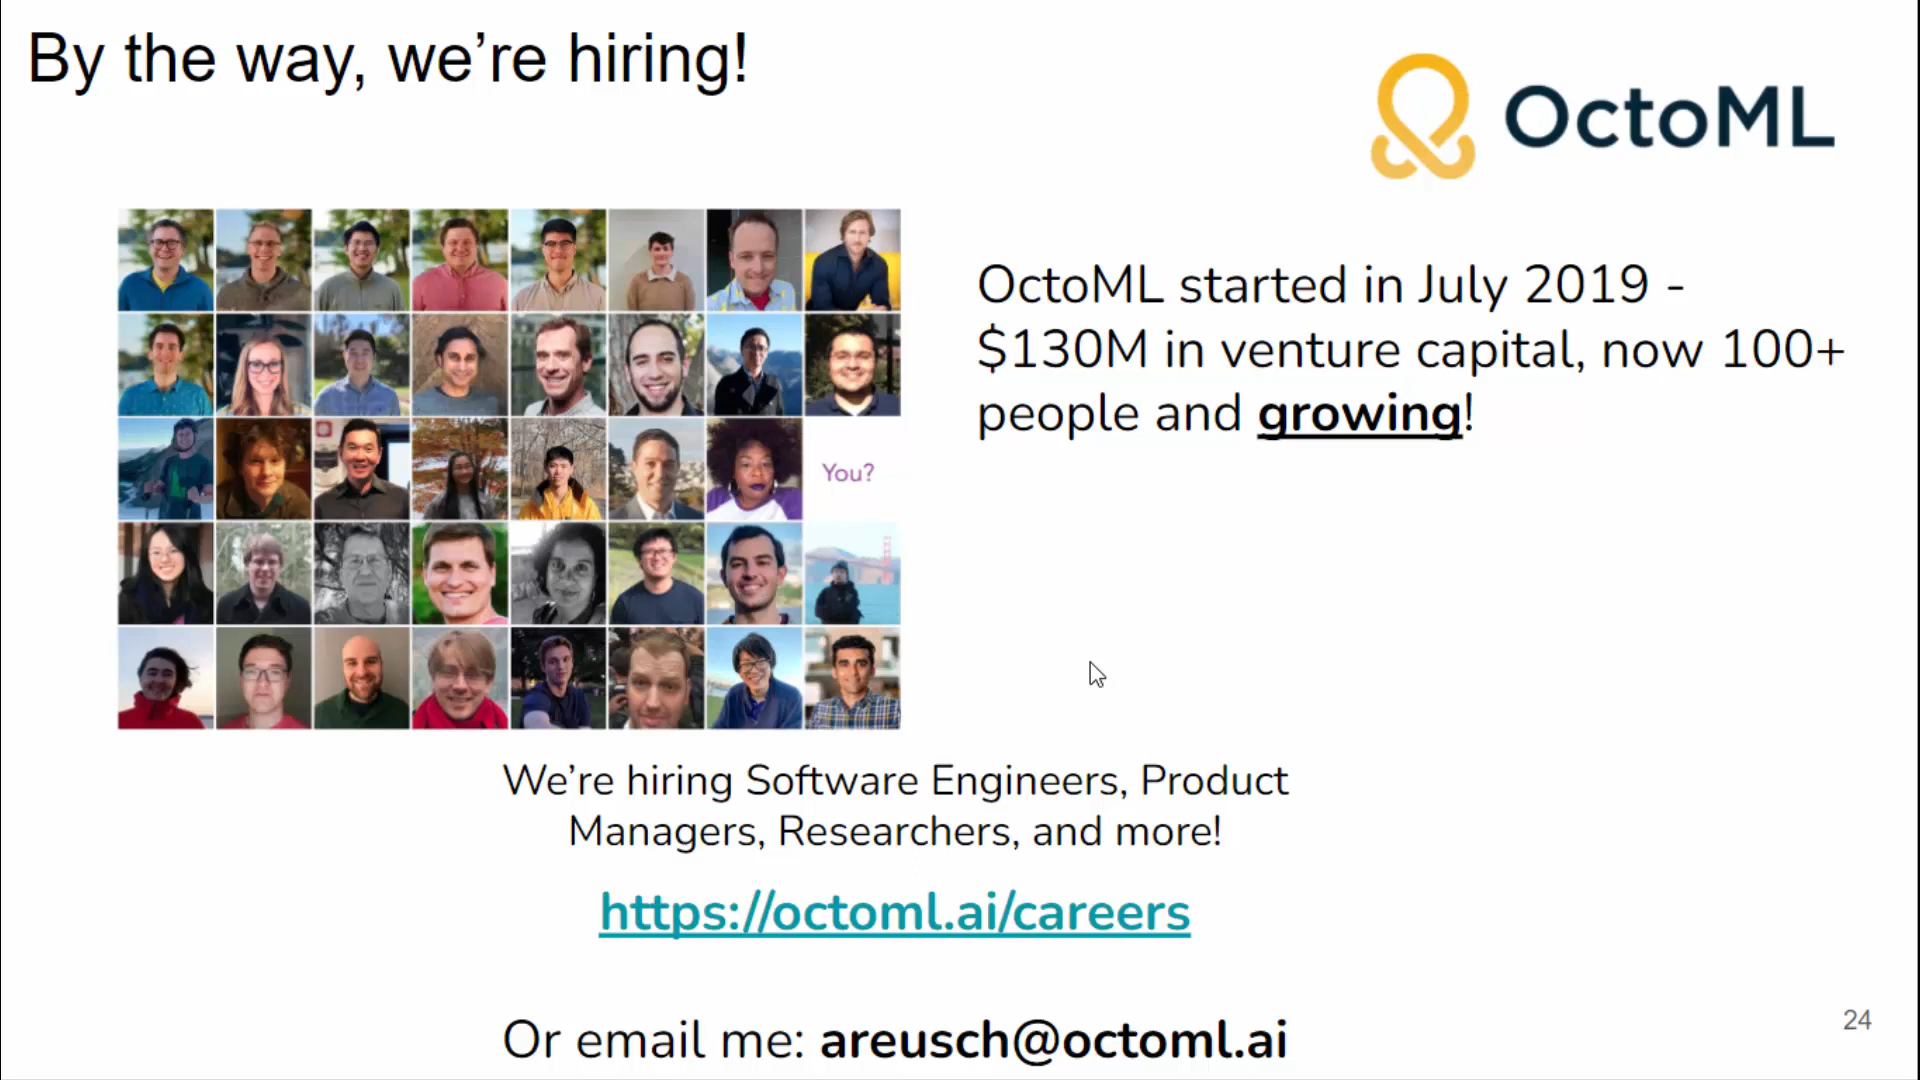 By the way, we’re hiring!
OctoML
OctoML started in July 2019 -
$130M in venture capital, now 100+
people and growing!
You?
We’re hiring Software Engineers, Product
Managers, Researchers, and more!
https://octoml.ai/careers
Or email me: areusch@octoml.ai
24